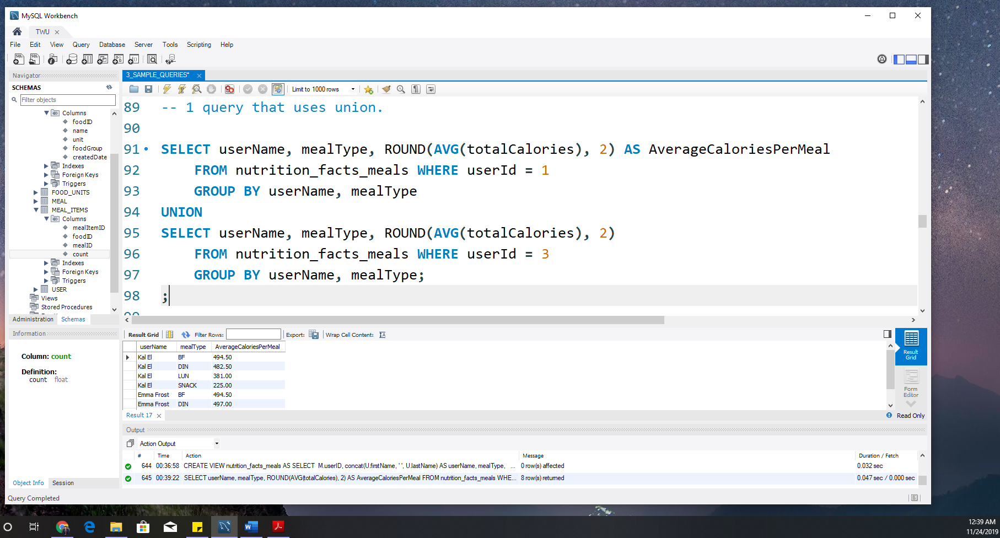 MySQL Workbench
TWU
File Edit View Query Database Server Tools Scripting Help
Navigator
3_SAMPLE_QUERIES*
SCHEMAS
Limit to 1000 rows
Filter objects
Columns
foodID
name
unit
foodGroup
createdDate
Indexes
Foreign Keys
Triggers
FOOD_UNITS
MEAL
MEAL_ITEMS
Columns
mealItemID
foodID
mealID
count
Indexes
Foreign Keys
Triggers
USER
Views
Stored Procedures
Administration Schemas
Information
Column: count
Definition:
count float
Object Info Session
Query Completed
89 -- 1 query that uses union.
90
91 SELECT userName, mealType, ROUND(AVG(totalCalories), 2) AS AverageCaloriesPerMeal
92 FROM nutrition_facts_meals WHERE userId = 1
93 GROUP BY userName, mealType
94 UNION
95 SELECT userName, mealType, ROUND(AVG(totalCalories), 2)
96 FROM nutrition_facts_meals WHERE userId = 3
97 GROUP BY userName, mealType;
98 ;
Result Grid Filter Rows: Export: Wrap Cell Content:
userName mealType AverageCaloriesPerMeal
Kal El BF 494.50
Kal El DIN 482.50
Kal El LUN 381.00
Kal El SNACK 225.00
Emma Frost BF 494.50
Emma Frost DIN 497.00
Result Grid
Form Editor
Result 17
Read Only
Output
Action Output
# Time Action Message Duration / Fetch
644 00:36:58 CREATE VIEW nutrition_facts_meals AS SELECT M.userID, concat(U.firstName, ' ', U.lastName) AS userName, mealType, ... 0 row(s) affected 0.032 sec
645 00:39:22 SELECT userName, mealType, ROUND(AVG(totalCalories), 2) AS AverageCaloriesPerMeal FROM nutrition_facts_meals WHE... 8 row(s) returned 0.047 sec / 0.000 sec
12:39 AM
11/24/2019